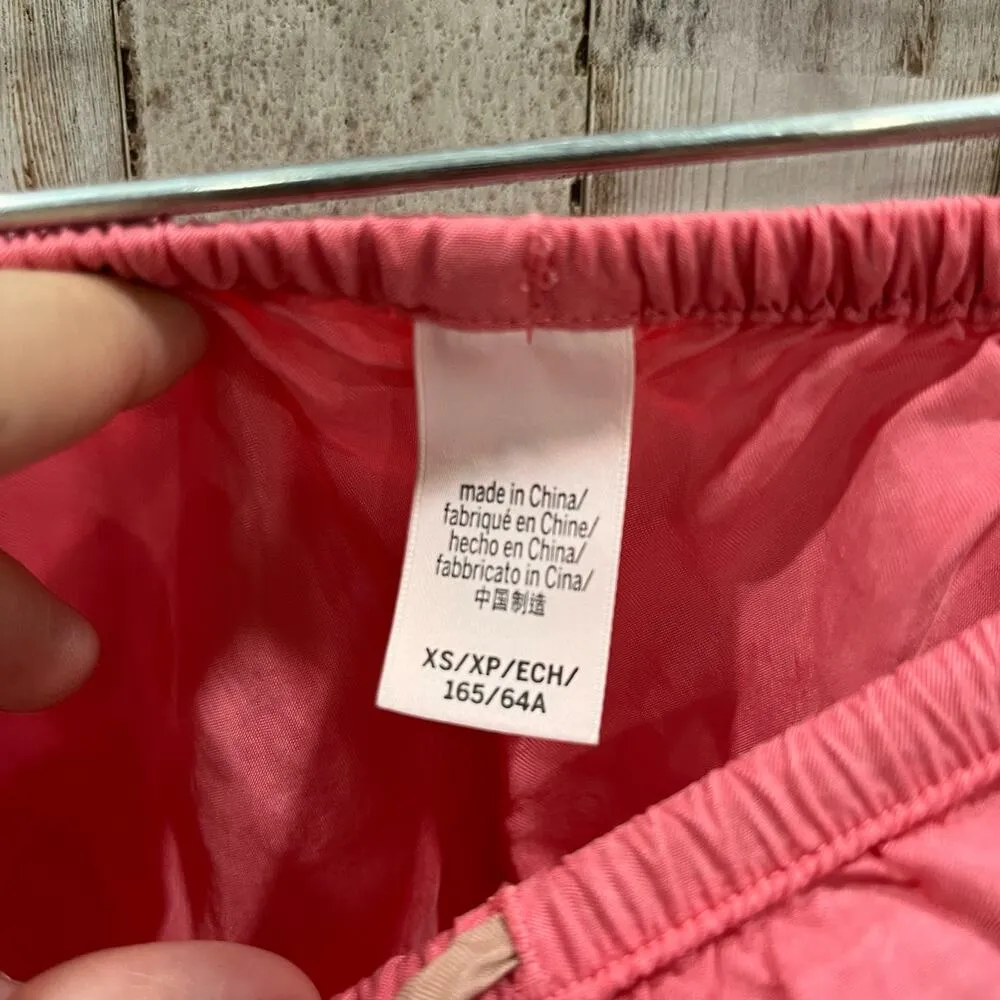 made in China/
fabriqué en Chine/
hecho en China/
fabbricato in Cina/
中国制造
XS/XP/ECH/
165/64A